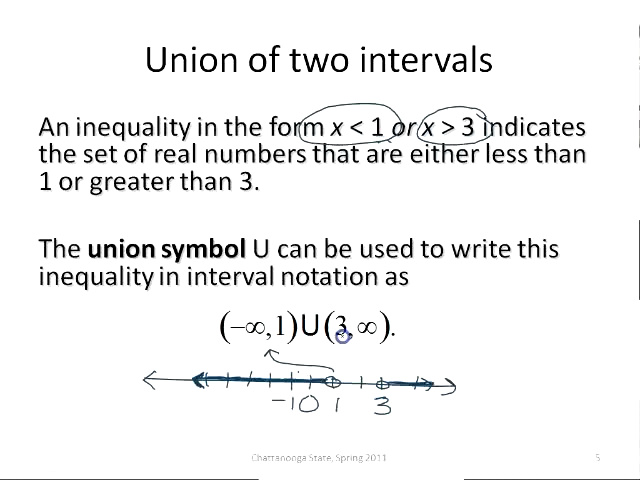 Union of two intervals
An inequality in the form x < 1 or x > 3 indicates
the set of real numbers that are either less than
1 or greater than 3.
The union symbol U can be used to write this
inequality in interval notation as
(−∞,1)U(3,∞).
-1 0 1 3
Chattanooga State, Spring 2011 5